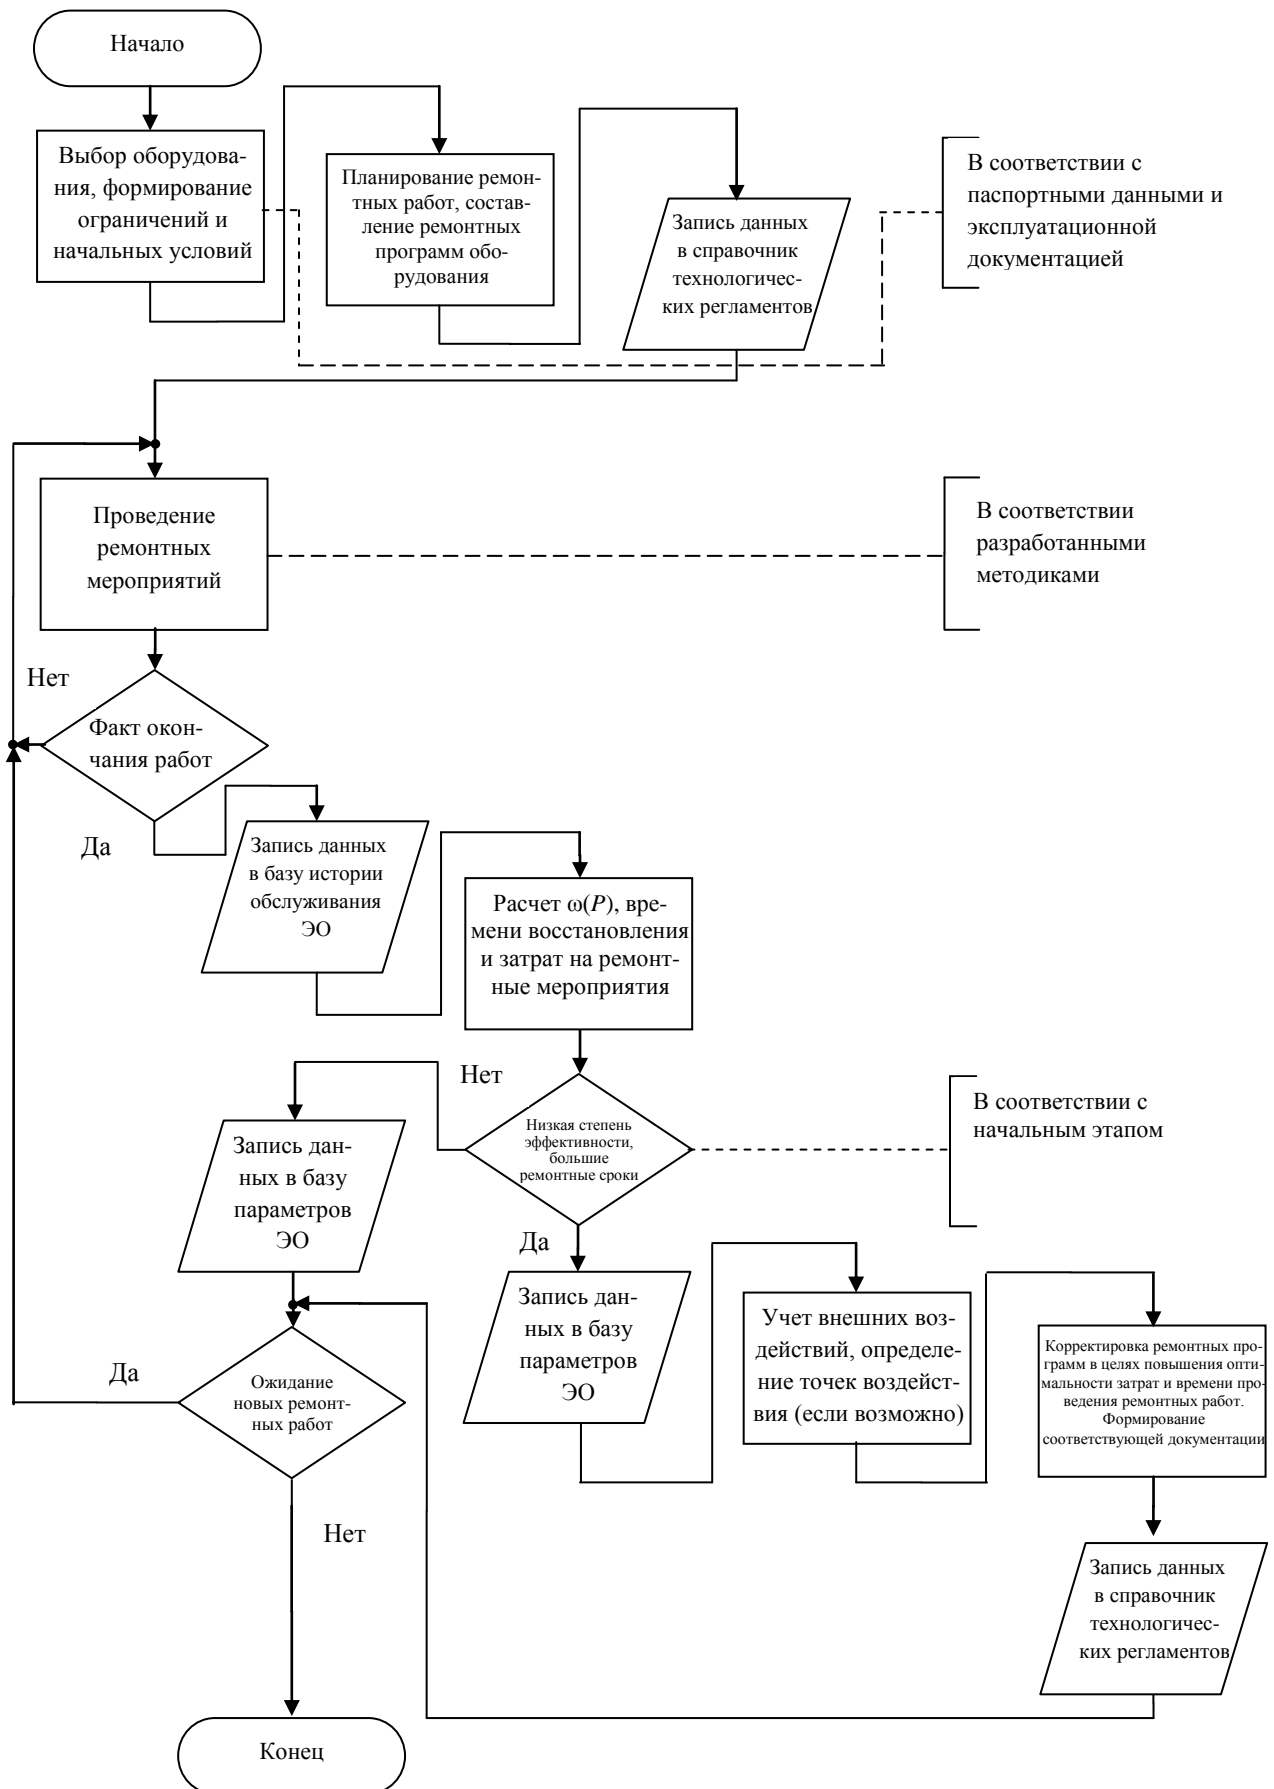 Начало
Выбор оборудова-
ния, формирование
ограничений и
начальных условий
Планирование ремон-
тных работ, состав-
ление ремонтных
программ обо-
рудования
Запись данных
в справочник
технологичес-
ких регламентов
В соответствии с
паспортными данными и
эксплуатационной
документацией
Проведение
ремонтных
мероприятий
В соответствии
разработанными
методиками
Нет
Факт окон-
чания работ
Да
Запись данных
в базу истории
обслуживания
ЭО
Расчет ω(P), вре-
мени восстановления
и затрат на ремонт-
ные мероприятия
Нет
Низкая степень
эффективности,
большие
ремонтные сроки
В соответствии с
начальным этапом
Запись дан-
ных в базу
параметров
ЭО
Да
Запись дан-
ных в базу
параметров
ЭО
Учет внешних воз-
действий, определе-
ние точек воздейст-
вия (если возможно)
Корректировка ремонтных про-
грамм в целях повышения опти-
мальности затрат и времени про-
ведения ремонтных работ.
Формирование
соответствующей документации
Да
Ожидание
новых ремонт-
ных работ
Нет
Запись данных
в справочник
технологичес-
ких регламентов
Конец